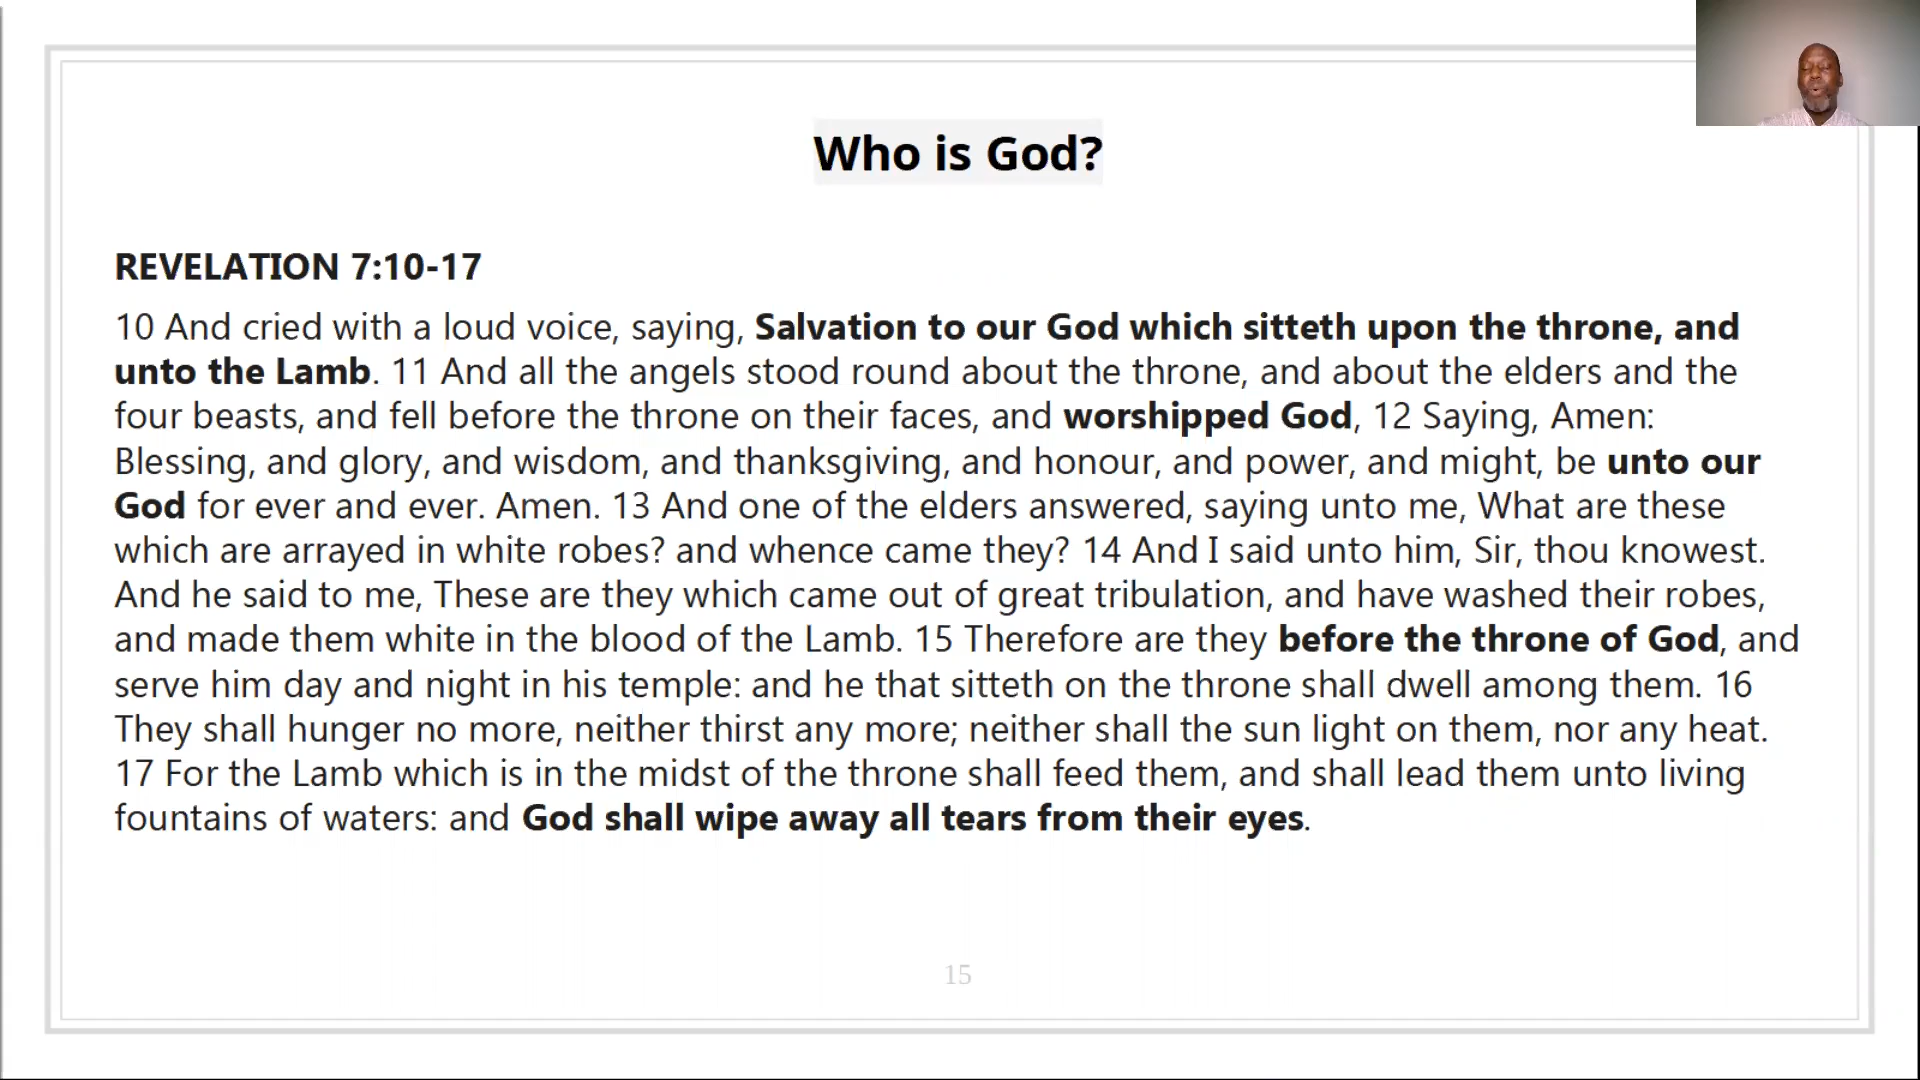 Who is God?
REVELATION 7:10-17
10 And cried with a loud voice, saying, Salvation to our God which sitteth upon the throne, and
unto the Lamb. 11 And all the angels stood round about the throne, and about the elders and the
four beasts, and fell before the throne on their faces, and worshipped God, 12 Saying, Amen:
Blessing, and glory, and wisdom, and thanksgiving, and honour, and power, and might, be unto our
God for ever and ever. Amen. 13 And one of the elders answered, saying unto me, What are these
which are arrayed in white robes? and whence came they? 14 And I said unto him, Sir, thou knowest.
And he said to me, These are they which came out of great tribulation, and have washed their robes,
and made them white in the blood of the Lamb. 15 Therefore are they before the throne of God, and
serve him day and night in his temple: and he that sitteth on the throne shall dwell among them. 16
They shall hunger no more, neither thirst any more; neither shall the sun light on them, nor any heat.
17 For the Lamb which is in the midst of the throne shall feed them, and shall lead them unto living
fountains of waters: and God shall wipe away all tears from their eyes.
15